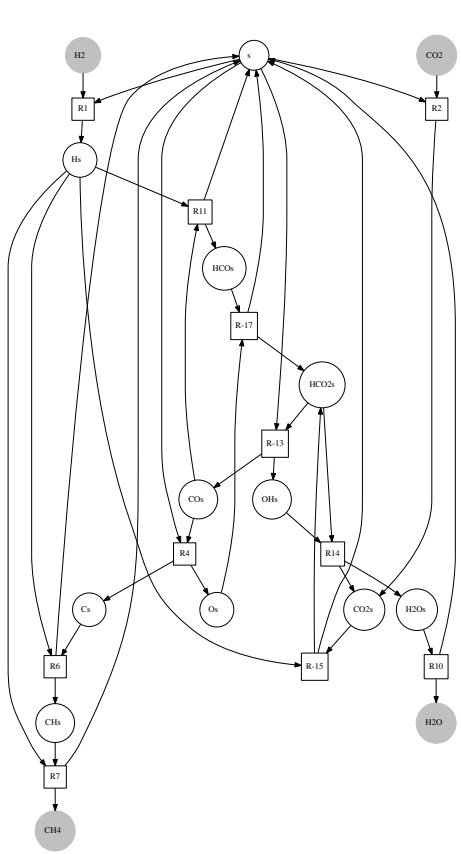 H2
s
CO2
R1
R2
Hs
R11
HCOs
R-17
HCO2s
R-13
COs
OHs
R4
R14
Cs
Os
CO2s
H2Os
R6
R-15
R10
CHs
H2O
R7
CH4